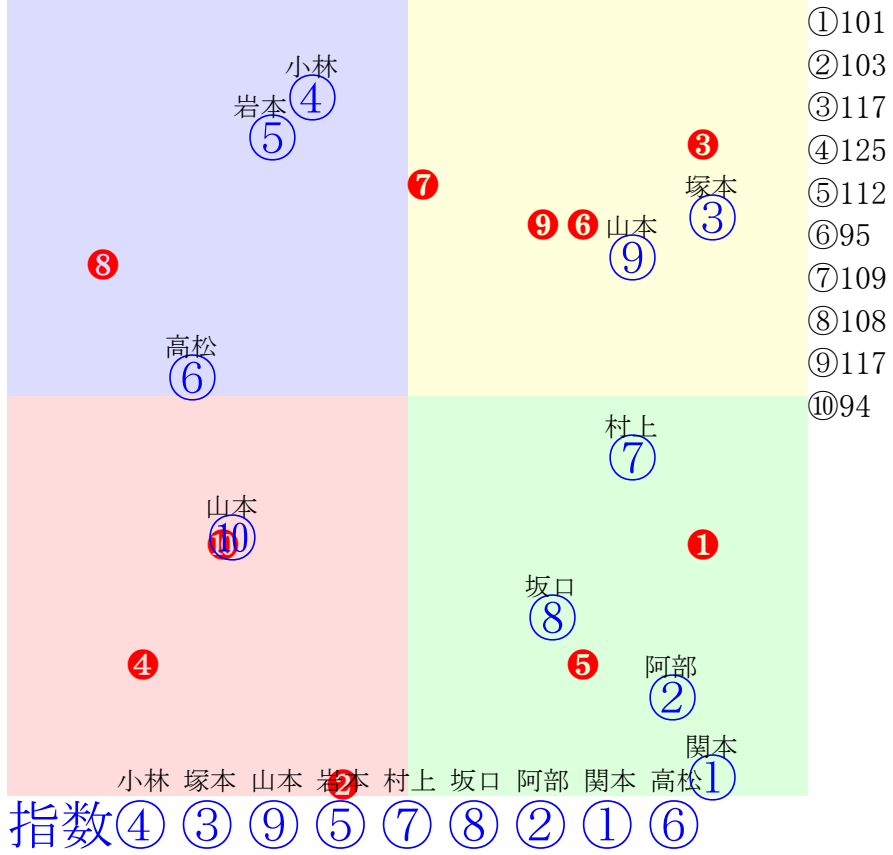 ①101
②103
③117
④125
⑤112
⑥95
⑦109
⑧108
⑨117
⑩94
小林
④
岩本
⑤
❸
❼
塚本
③
❾
❻
山本
⑨
❽
高松
⑥
村上
⑦
山本
⑩
❿
❶
坂口
⑧
❹
❺
阿部
②
関本
①
❷
小林 塚本 山本 岩本 村上 坂口 阿部 関本 高松
指数④③⑨⑤⑦⑧②①⑥